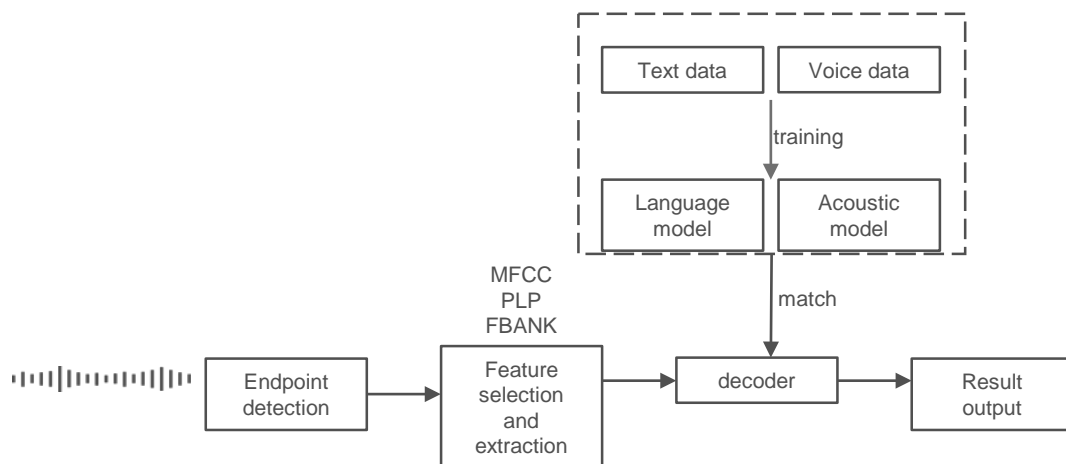 Text data
Voice data
training
Language
model
Acoustic
model
MFCC
PLP
FBANK
match
Endpoint
detection
Feature
selection
and
extraction
decoder
Result
output